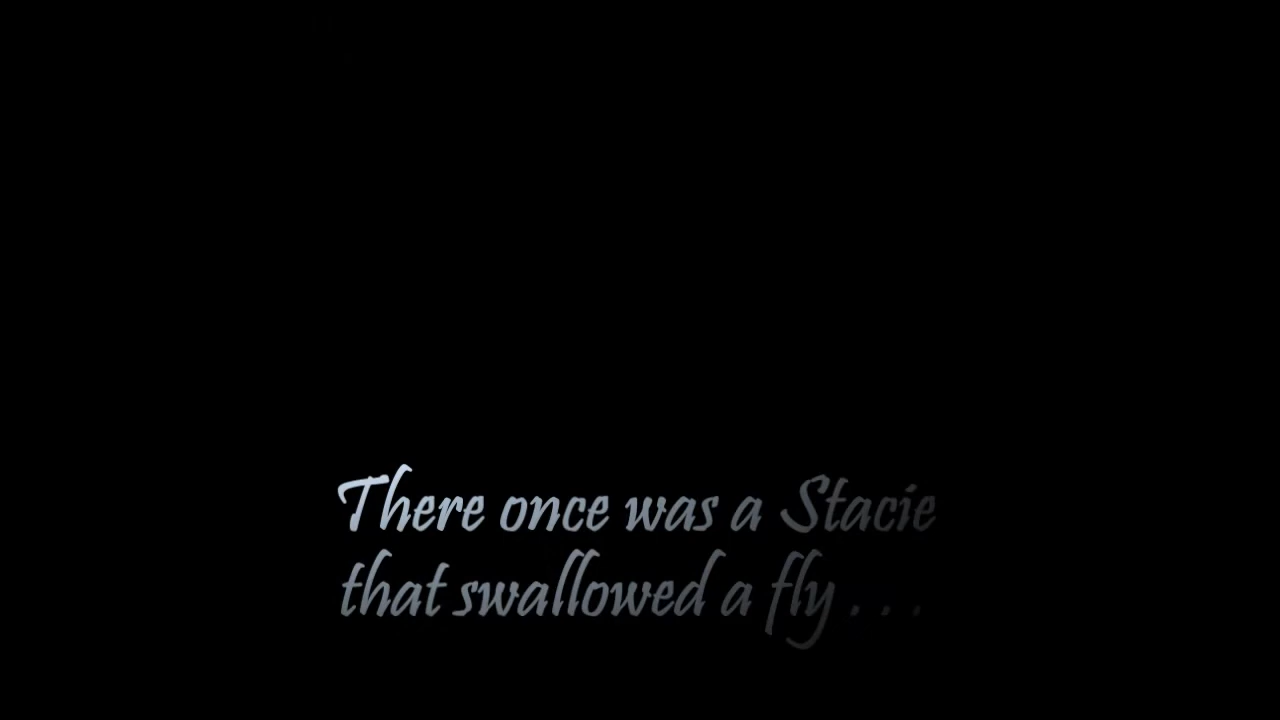 There once was a Stacie
that swallowed a fly . . .